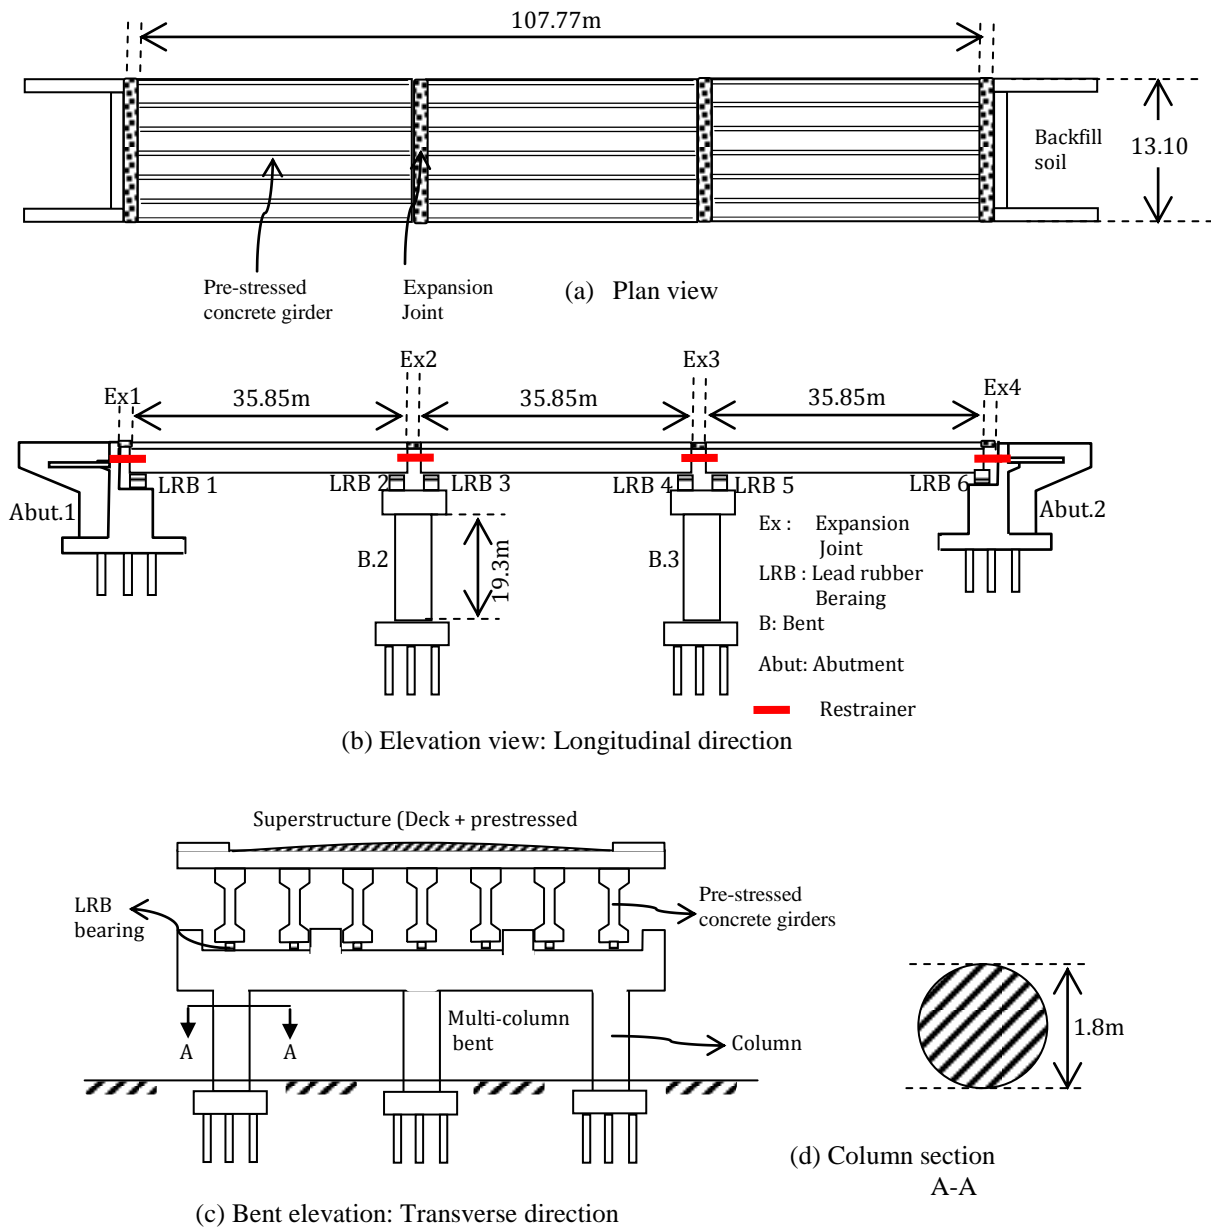 107.77m
Backfill
soil
13.10
Pre-stressed
concrete girder
Expansion
Joint
(a) Plan view
Ex1
Ex2
Ex3
Ex4
35.85m
35.85m
35.85m
LRB 1
LRB 2
LRB 3
LRB 4
LRB 5
LRB 6
Abut.1
Abut.2
B.2
19.3m
B.3
Ex : Expansion
Joint
LRB : Lead rubber
Beraing
B: Bent
Abut: Abutment
Restrainer
(b) Elevation view: Longitudinal direction
Superstructure (Deck + prestressed
LRB
bearing
Pre-stressed
concrete girders
A
A
Multi-column
bent
Column
1.8m
(d) Column section
A-A
(c) Bent elevation: Transverse direction